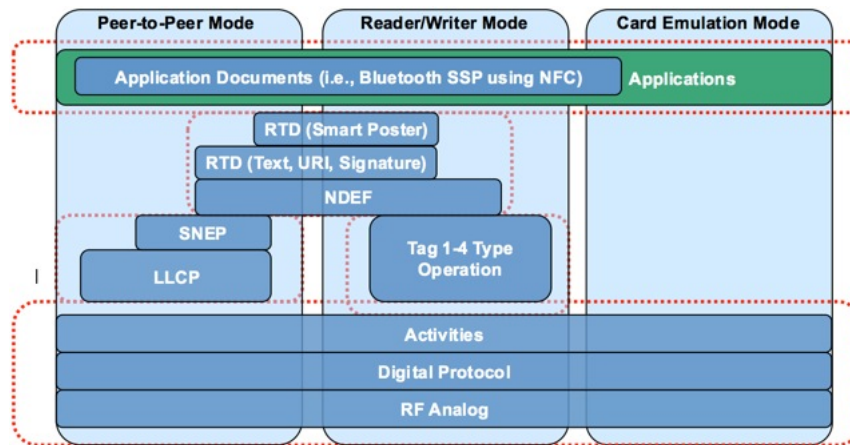 Peer-to-Peer Mode
Reader/Writer Mode
Card Emulation Mode
Application Documents (i.e., Bluetooth SSP using NFC)
Applications
RTD (Smart Poster)
RTD (Text, URI, Signature)
NDEF
SNEP
LLCP
Tag 1-4 Type
Operation
Activities
Digital Protocol
RF Analog